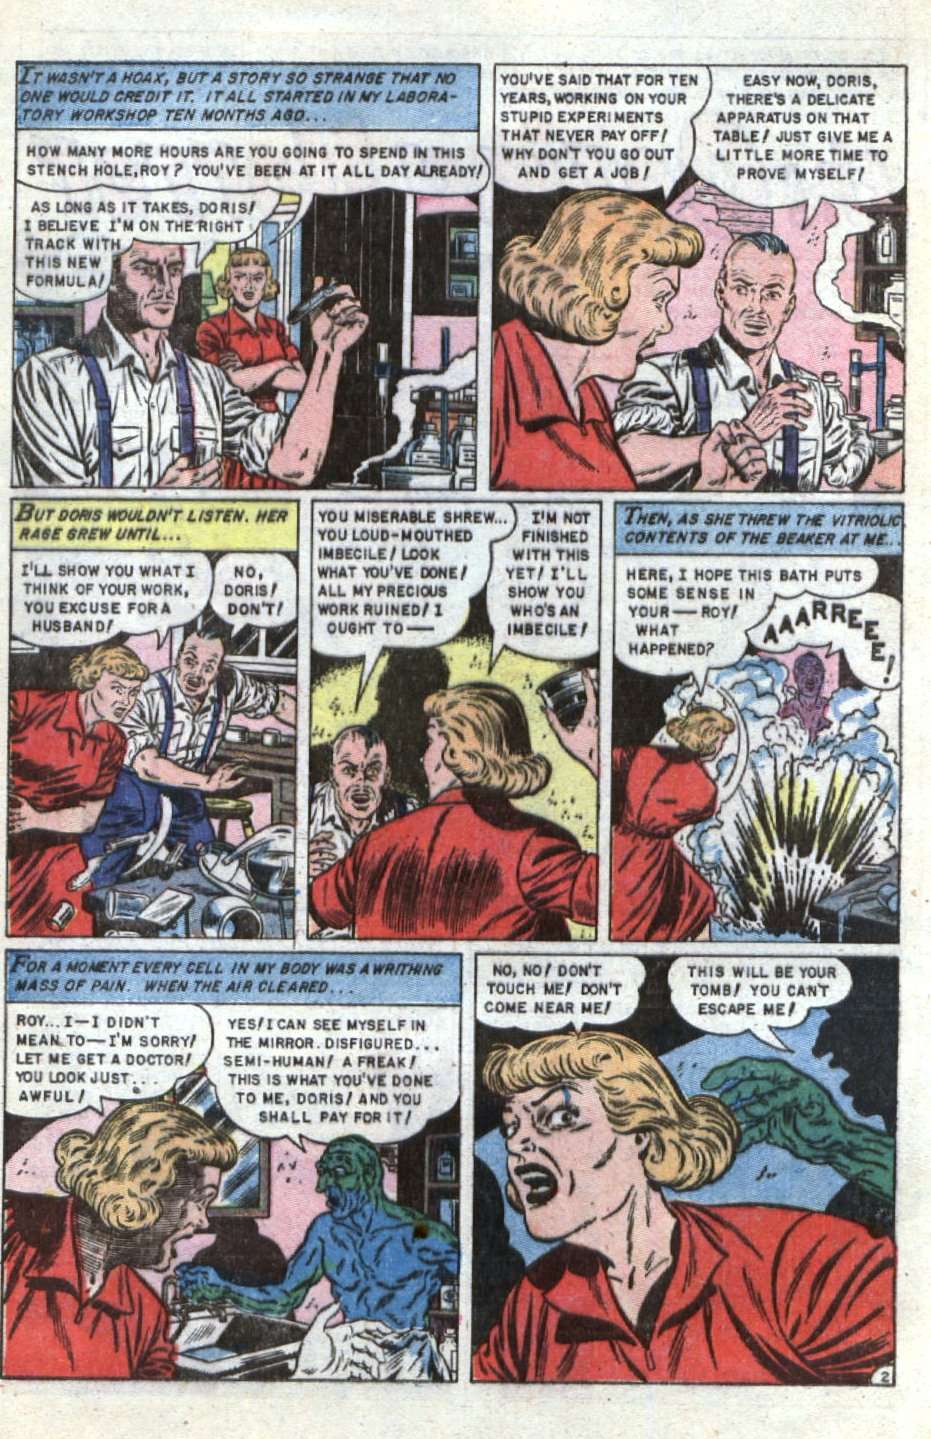 IT WASN'T A HOAX, BUT A STORY SO STRANGE THAT NO
ONE WOULD CREDIT IT. IT ALL STARTED IN MY LABORA-
TORY WORKSHOP TEN MONTHS AGO...
HOW MANY MORE HOURS ARE YOU GOING TO SPEND IN THIS
STENCH HOLE, ROY? YOU'VE BEEN AT IT ALL DAY ALREADY!
AS LONG AS IT TAKES, DORIS!
I BELIEVE I'M ON THE RIGHT
TRACK WITH
THIS NEW
FORMULA!
YOU'VE SAID THAT FOR TEN
YEARS, WORKING ON YOUR
STUPID EXPERIMENTS
THAT NEVER PAY OFF!
WHY DON'T YOU GO OUT
AND GET A JOB!
EASY NOW, DORIS,
THERE'S A DELICATE
APPARATUS ON THAT
TABLE! JUST GIVE ME A
LITTLE MORE TIME TO
PROVE MYSELF!
BUT DORIS WOULDN'T LISTEN. HER
RAGE GREW UNTIL...
I'LL SHOW YOU WHAT I
THINK OF YOUR WORK,
YOU EXCUSE FOR A
HUSBAND!
NO,
DORIS!
DON'T!
YOU MISERABLE SHREW...
YOU LOUD-MOUTHED
IMBECILE! LOOK
WHAT YOU'VE DONE!
ALL MY PRECIOUS
WORK RUINED! I
OUGHT TO—
I'M NOT
FINISHED
WITH THIS
YET! I'LL
SHOW YOU
WHO'S AN
IMBECILE!
THEN, AS SHE THREW THE VITRIOLIC
CONTENTS OF THE BEAKER AT ME...
HERE, I HOPE THIS BATH PUTS
SOME SENSE IN
YOUR—ROY!
WHAT
HAPPENED?
AAARREEE!
FOR A MOMENT EVERY CELL IN MY BODY WAS A WRITHING
MASS OF PAIN. WHEN THE AIR CLEARED...
ROY...I—I DIDN'T
MEAN TO—I'M SORRY!
LET ME GET A DOCTOR!
YOU LOOK JUST...
AWFUL!
YES! I CAN SEE MYSELF IN
THE MIRROR. DISFIGURED...
SEMI-HUMAN! A FREAK!
THIS IS WHAT YOU'VE DONE
TO ME, DORIS! AND YOU
SHALL PAY FOR IT!
NO, NO! DON'T
TOUCH ME! DON'T
COME NEAR ME!
THIS WILL BE YOUR
TOMB! YOU CAN'T
ESCAPE ME!
2